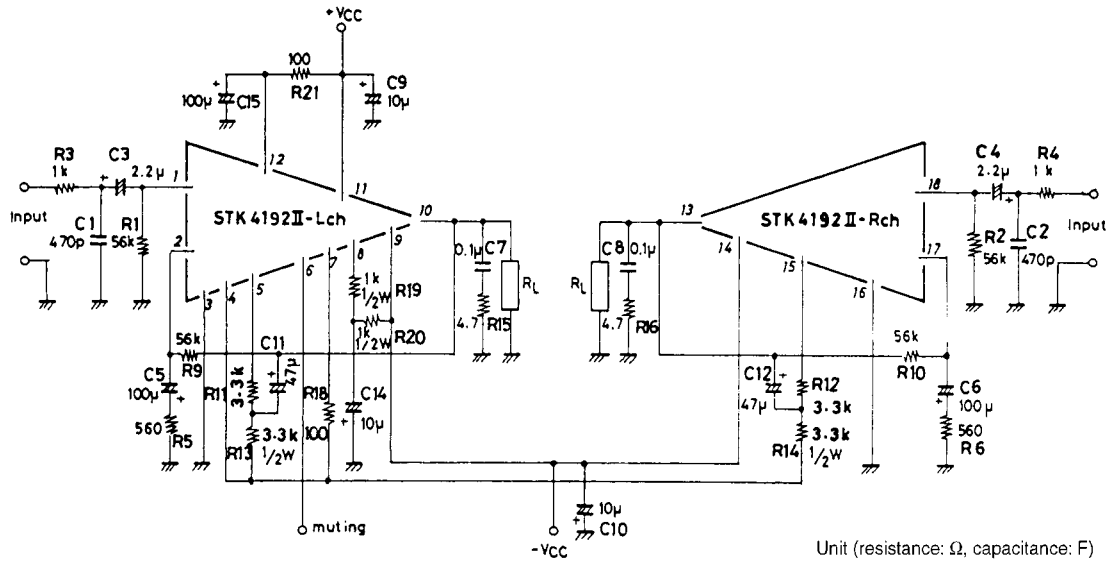 +Vcc
100
R21
100µ
+
C15
+
C9
10µ
R3
1k
C3
+
2.2µ
1
12
11
STK4192II-Lch
10
Input
C1
470p
R1
56k
2
3
4
5
6
7
8
9
0.1µ
C7
RL
4.7
R15
1k
1/2W
R19
1k
1/2W
R20
13
STK4192II-Rch
18
C4
2.2µ
+
R4
1k
Input
R2
56k
C2
470p
17
14
15
16
RL
C8
0.1µ
4.7
R16
56k
R9
C11
+
47µ
C5
100µ
+
560
R5
R11
3.3k
R13
3.3k
1/2W
R18
100
C14
+
10µ
56k
R10
C12
+
47µ
R12
3.3k
3.3k
R14
1/2W
+
C6
100µ
560
R6
muting
-Vcc
10µ
+
C10
Unit (resistance: Ω, capacitance: F)